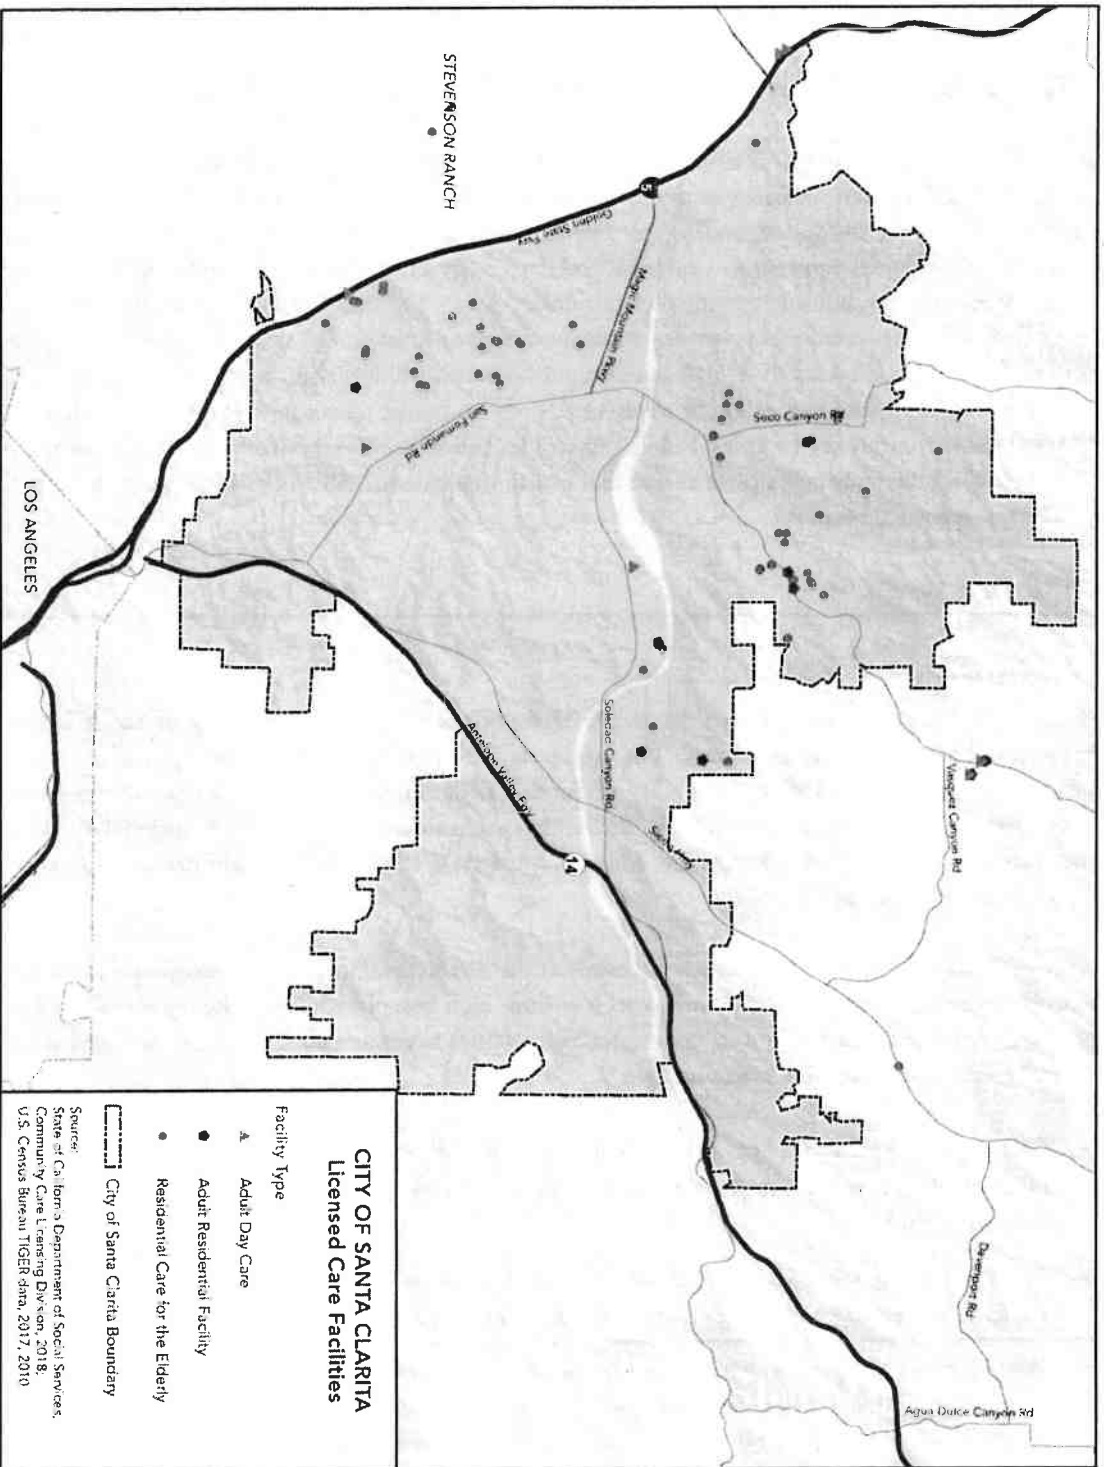 CITY OF SANTA CLARITA
Licensed Care Facilities
Facility Type
Adult Day Care
Adult Residential Facility
Residential Care for the Elderly
City of Santa Clarita Boundary
Source:
State of California Department of Social Services,
Community Care Licensing Division, 2018;
U.S. Census Bureau TIGER data, 2017, 2010
STEVENSON RANCH
LOS ANGELES
5
Golden State Fwy
Magic Mountain Pkwy
San Fernando Rd
Seco Canyon Rd
Soledad Canyon Rd
Antelope Valley Fwy
14
Sierra Hwy
Vasquez Canyon Rd
Davenport Rd
Agua Dulce Canyon Rd